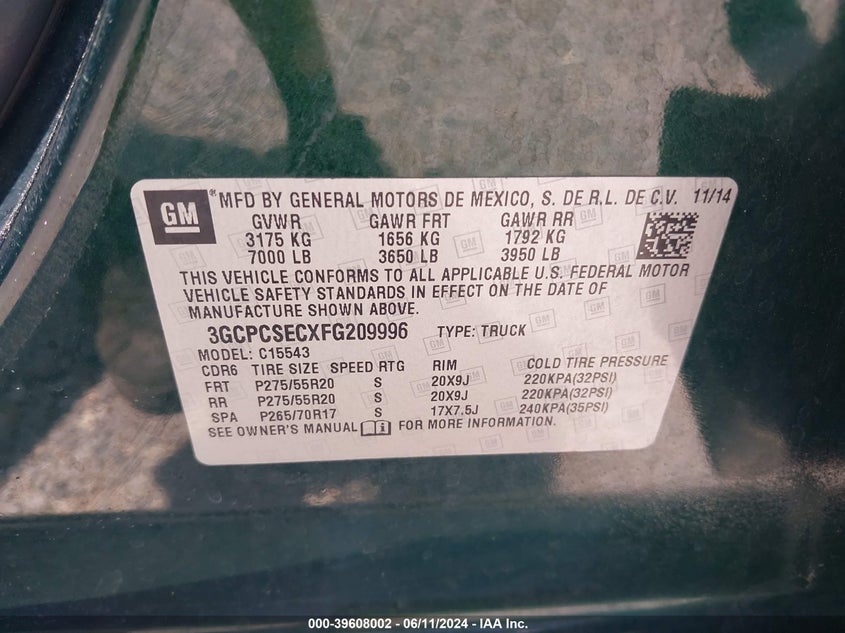 GM ® MFD BY GENERAL MOTORS DE MEXICO, S. DE R.L. DE C.V. 11/14
GVWR GAWR FRT GAWR RR
3175 KG 1656 KG 1792 KG
7000 LB 3650 LB 3950 LB
THIS VEHICLE CONFORMS TO ALL APPLICABLE U.S. FEDERAL MOTOR
VEHICLE SAFETY STANDARDS IN EFFECT ON THE DATE OF
MANUFACTURE SHOWN ABOVE.
3GCPCSECXFG209996 TYPE: TRUCK
MODEL: C15543
CDR6 TIRE SIZE SPEED RTG RIM COLD TIRE PRESSURE
FRT P275/55R20 S 20X9J 220KPA(32PSI)
RR P275/55R20 S 20X9J 220KPA(32PSI)
SPA P265/70R17 S 17X7.5J 240KPA(35PSI)
SEE OWNER'S MANUAL FOR MORE INFORMATION.
000-39608002 - 06/11/2024 - IAA Inc.